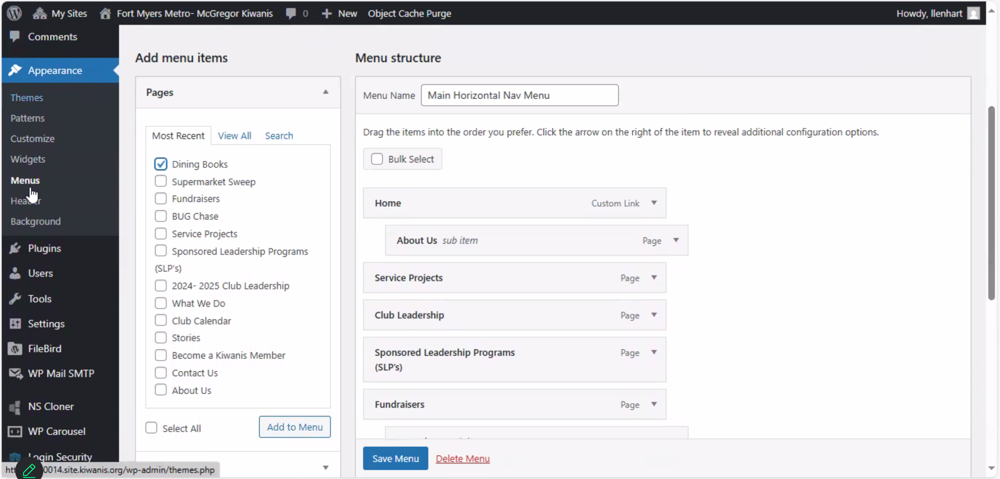 My Sites
Fort Myers Metro- McGregor Kiwanis
0
New
Object Cache Purge
Howdy, llenhart
Comments
Appearance
Themes
Patterns
Customize
Widgets
Menus
Header
Background
Plugins
Users
Tools
Settings
FileBird
WP Mail SMTP
NS Cloner
WP Carousel
Login Security
0014.site.kiwanis.org/wp-admin/themes.php
Add menu items
Pages
Most Recent
View All
Search
Dining Books
Supermarket Sweep
Fundraisers
BUG Chase
Service Projects
Sponsored Leadership Programs
(SLP's)
2024- 2025 Club Leadership
What We Do
Club Calendar
Stories
Become a Kiwanis Member
Contact Us
About Us
Select All
Add to Menu
Menu structure
Menu Name
Main Horizontal Nav Menu
Drag the items into the order you prefer. Click the arrow on the right of the item to reveal additional configuration options.
Bulk Select
Home
Custom Link
About Us sub item
Page
Service Projects
Page
Club Leadership
Page
Sponsored Leadership Programs
(SLP's)
Page
Fundraisers
Page
Save Menu
Delete Menu